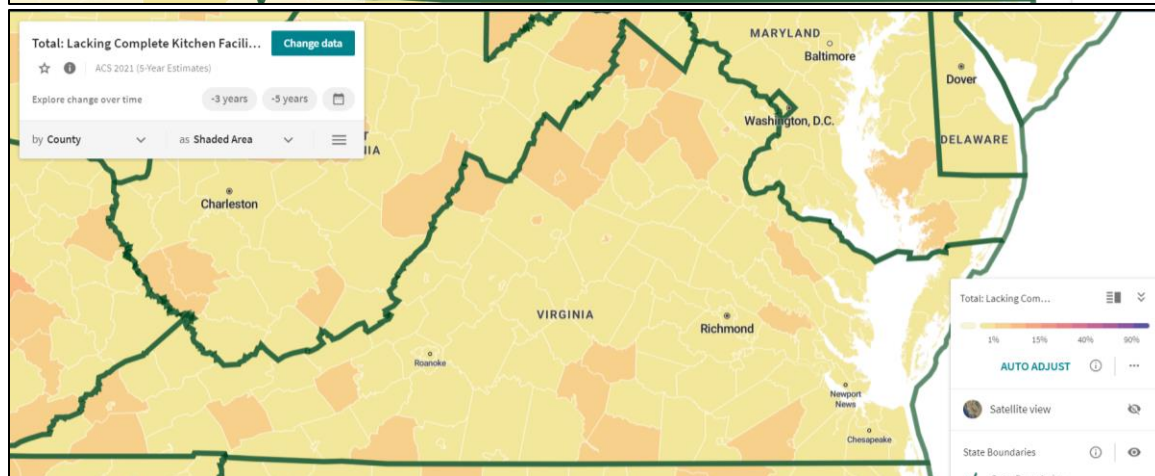 Total: Lacking Complete Kitchen Facili... Change data
ACS 2021 (5-Year Estimates)
Explore change over time -3 years -5 years
by County as Shaded Area
MARYLAND
Baltimore
Dover
Washington, D.C.
DELAWARE
T
IA
Charleston
VIRGINIA
Richmond
Roanoke
Newport
News
Chesapeake
Total: Lacking Com...
1% 15% 40% 90%
AUTO ADJUST
Satellite view
State Boundaries